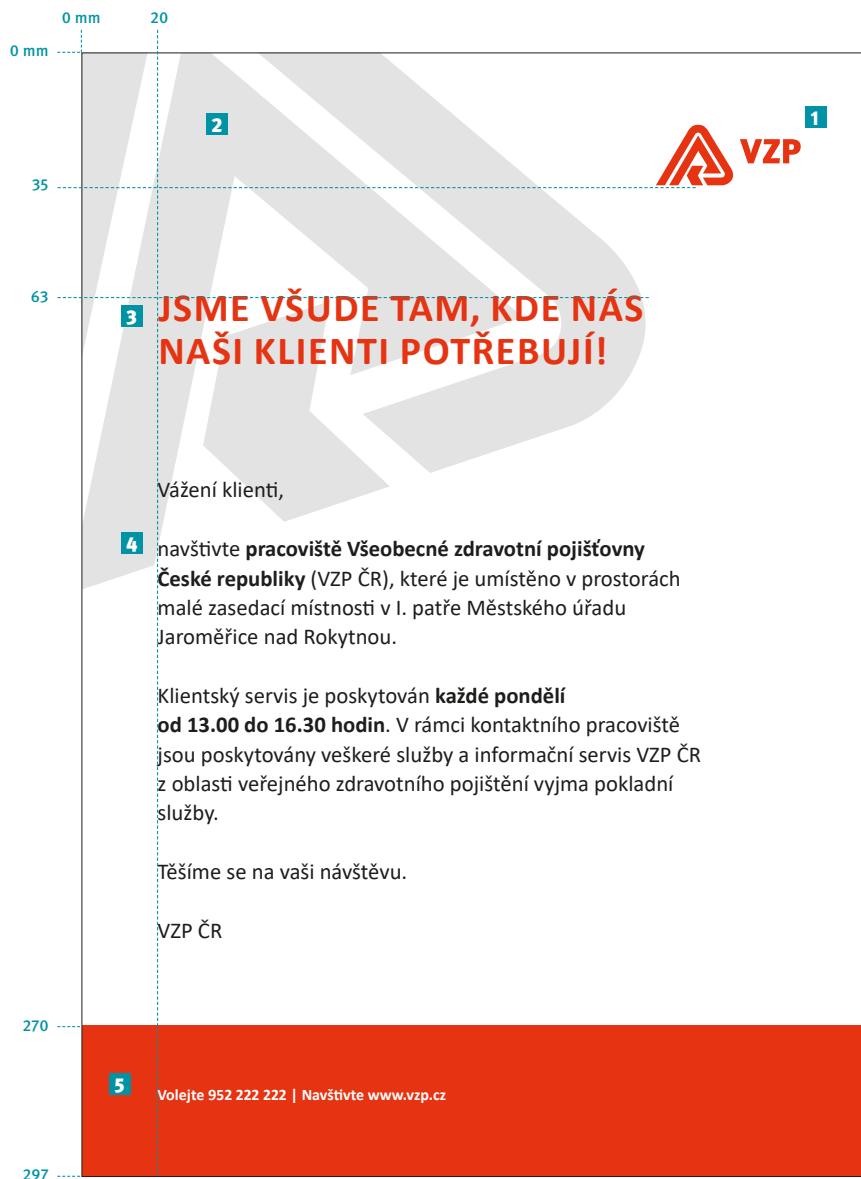 0 mm 20
0 mm
2
1
VZP
35
63
3 JSME VŠUDE TAM, KDE NÁS
NAŠI KLIENTI POTŘEBUJÍ!
Vážení klienti,
4 navštivte pracoviště Všeobecné zdravotní pojišťovny
České republiky (VZP ČR), které je umístěno v prostorách
malé zasedací místnosti v I. patře Městského úřadu
Jaroměřice nad Rokytnou.
Klientský servis je poskytován každé pondělí
od 13.00 do 16.30 hodin. V rámci kontaktního pracoviště
jsou poskytovány veškeré služby a informační servis VZP ČR
z oblasti veřejného zdravotního pojištění vyjma pokladní
služby.
Těšíme se na vaši návštěvu.
VZP ČR
270
5 Volejte 952 222 222 | Navštivte www.vzp.cz
297